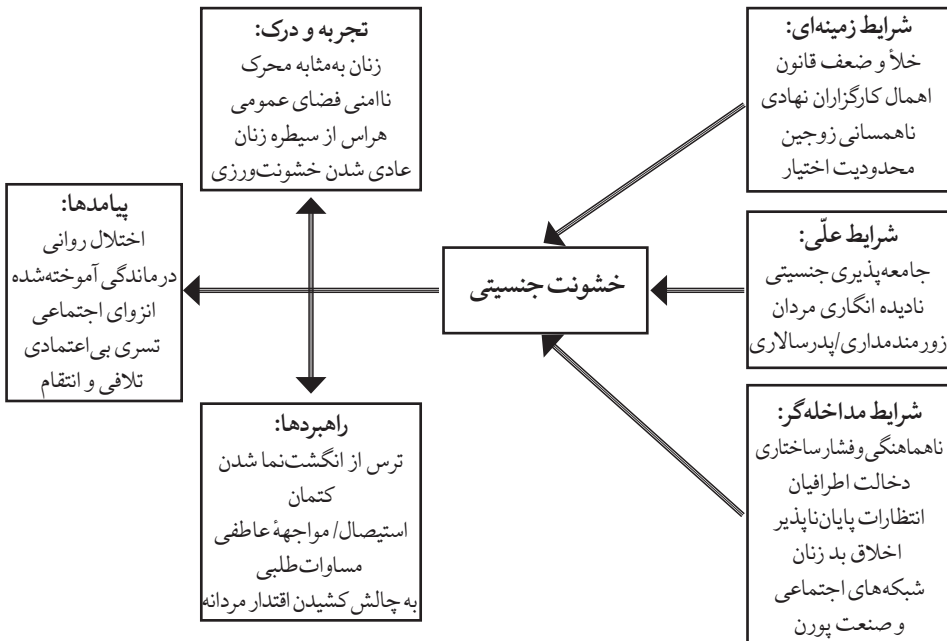 شرایط زمینه‌ای:
خلأ و ضعف قانون
اهمال کارگزاران نهادی
ناهمسانی زوجین
محدودیت اختیار
شرایط علّی:
جامعه‌پذیری جنسیتی
نادیده انگاری مردان
زورمندمداری/پدرسالاری
شرایط مداخله‌گر:
ناهماهنگی و فشار ساختاری
دخالت اطرافیان
انتظارات پایان‌ناپذیر
اخلاق بد زنان
شبکه‌های اجتماعی
و صنعت پورن
خشونت جنسیتی
تجربه و درک:
زنان به‌مثابه محرک
ناامنی فضای عمومی
هراس از سیطره زنان
عادی شدن خشونت‌ورزی
راهبردها:
ترس از انگشت‌نما شدن
کتمان
استیصال/ مواجههٔ عاطفی
مساوات‌طلبی
به چالش کشیدن اقتدار مردانه
پیامدها:
اختلال روانی
درماندگی آموخته‌شده
انزوای اجتماعی
تسری بی‌اعتمادی
تلافی و انتقام